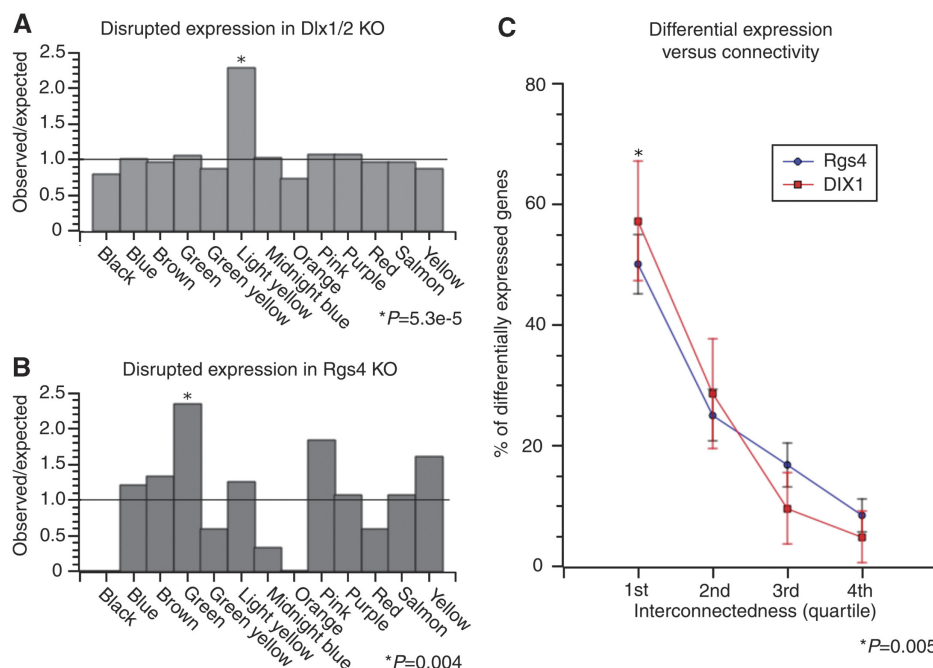 A
Disrupted expression in Dlx1/2 KO
Observed/expected
2.5
2.0
1.5
1.0
0.5
0
*
Black
Blue
Brown
Green
Green yellow
Light yellow
Midnight blue
Orange
Pink
Purple
Red
Salmon
Yellow
*P=5.3e-5
B
Disrupted expression in Rgs4 KO
Observed/expected
2.5
2.0
1.5
1.0
0.5
0
*
Black
Blue
Brown
Green
Green yellow
Light yellow
Midnight blue
Orange
Pink
Purple
Red
Salmon
Yellow
*P=0.004
C
Differential expression
versus connectivity
% of differentially expressed genes
80
60
40
20
0
*
Rgs4
DIX1
1st
2nd
3rd
4th
Interconnectedness (quartile)
*P=0.005